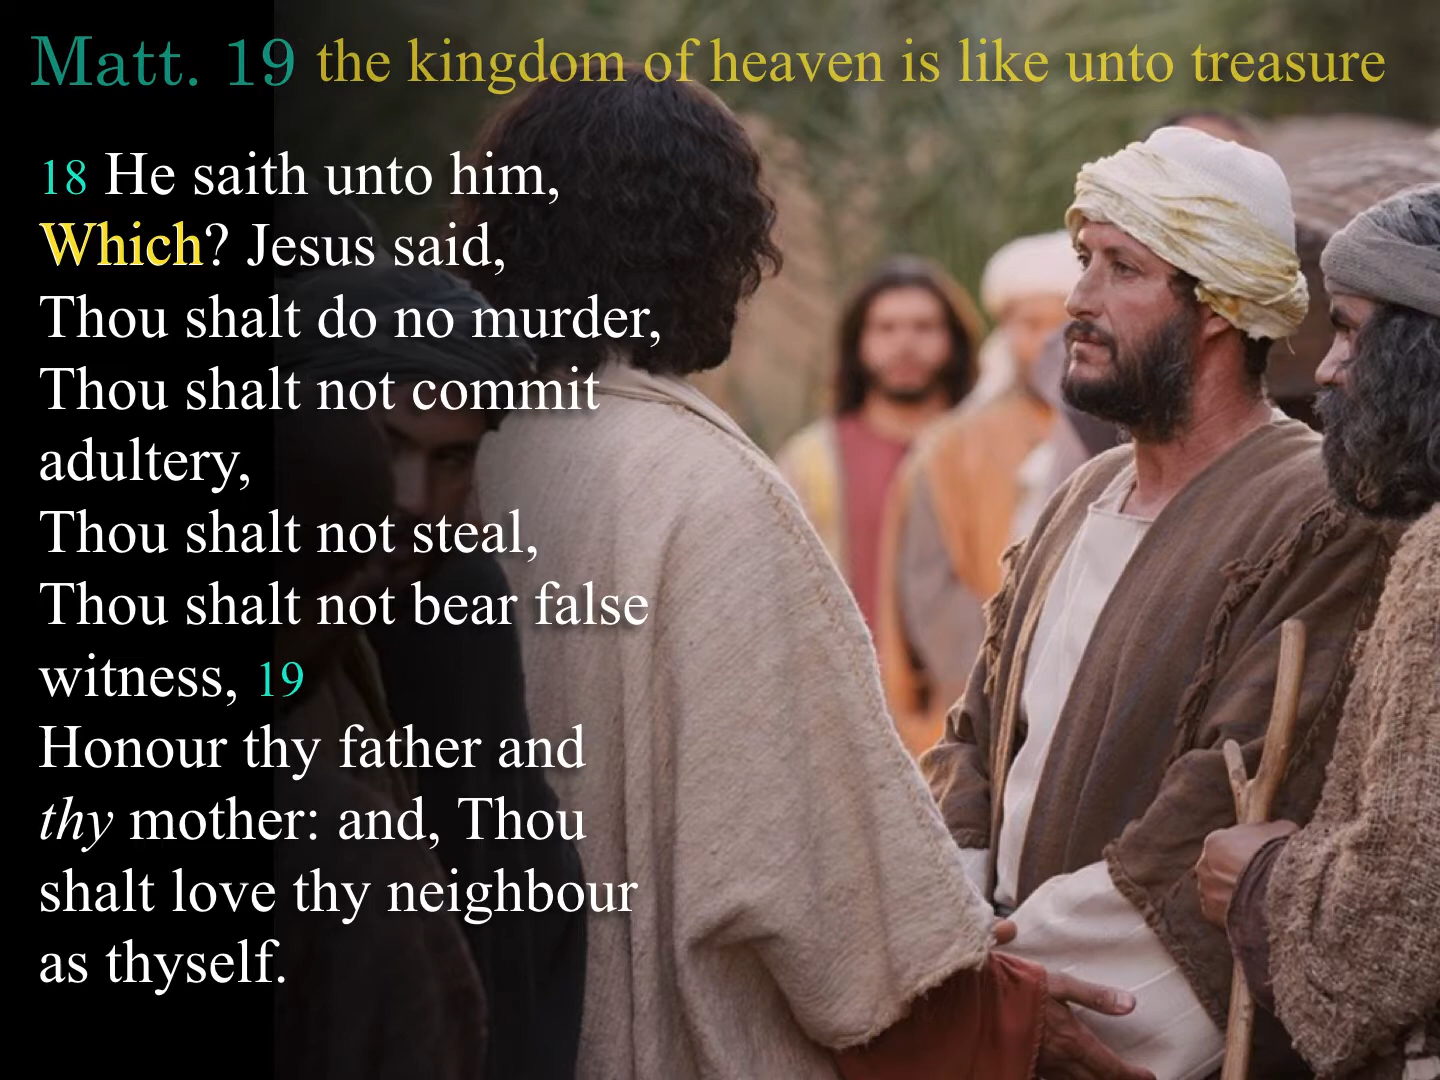 Matt. 19 the kingdom of heaven is like unto treasure
18 He saith unto him,
Which? Jesus said,
Thou shalt do no murder,
Thou shalt not commit
adultery,
Thou shalt not steal,
Thou shalt not bear false
witness, 19
Honour thy father and
thy mother: and, Thou
shalt love thy neighbour
as thyself.